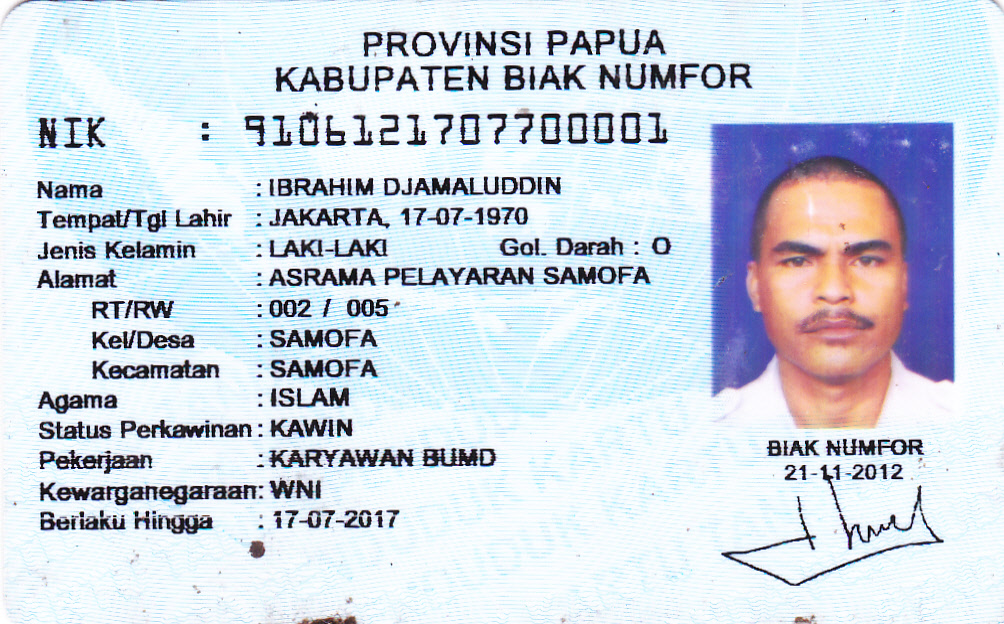 PROVINSI PAPUA
KABUPATEN BIAK NUMFOR
NIK : 9106121707700001
Nama : IBRAHIM DJAMALUDDIN
Tempat/Tgl Lahir : JAKARTA, 17-07-1970
Jenis Kelamin : LAKI-LAKI Gol. Darah : O
Alamat : ASRAMA PELAYARAN SAMOFA
RT/RW : 002 / 005
Kel/Desa : SAMOFA
Kecamatan : SAMOFA
Agama : ISLAM
Status Perkawinan : KAWIN
Pekerjaan : KARYAWAN BUMD
Kewarganegaraan: WNI
Berlaku Hingga : 17-07-2017
BIAK NUMFOR
21-11-2012